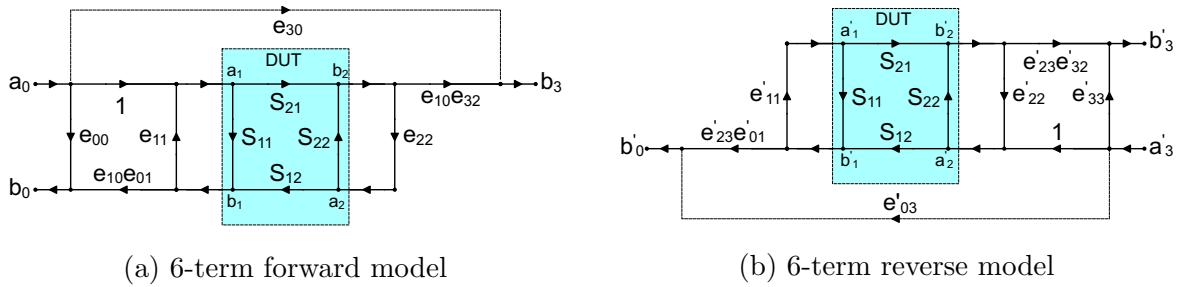 e30
DUT
a0
a1
b2
b3
1
S21
e10e32
e00
e11
S11
S22
e22
e10e01
S12
b0
b1
a2
(a) 6-term forward model
DUT
a'1
b'2
b'3
S21
e'23e'32
e'11
S11
S22
e'22
e'33
e'23e'01
S12
1
b'0
b'1
a'2
a'3
e'03
(b) 6-term reverse model